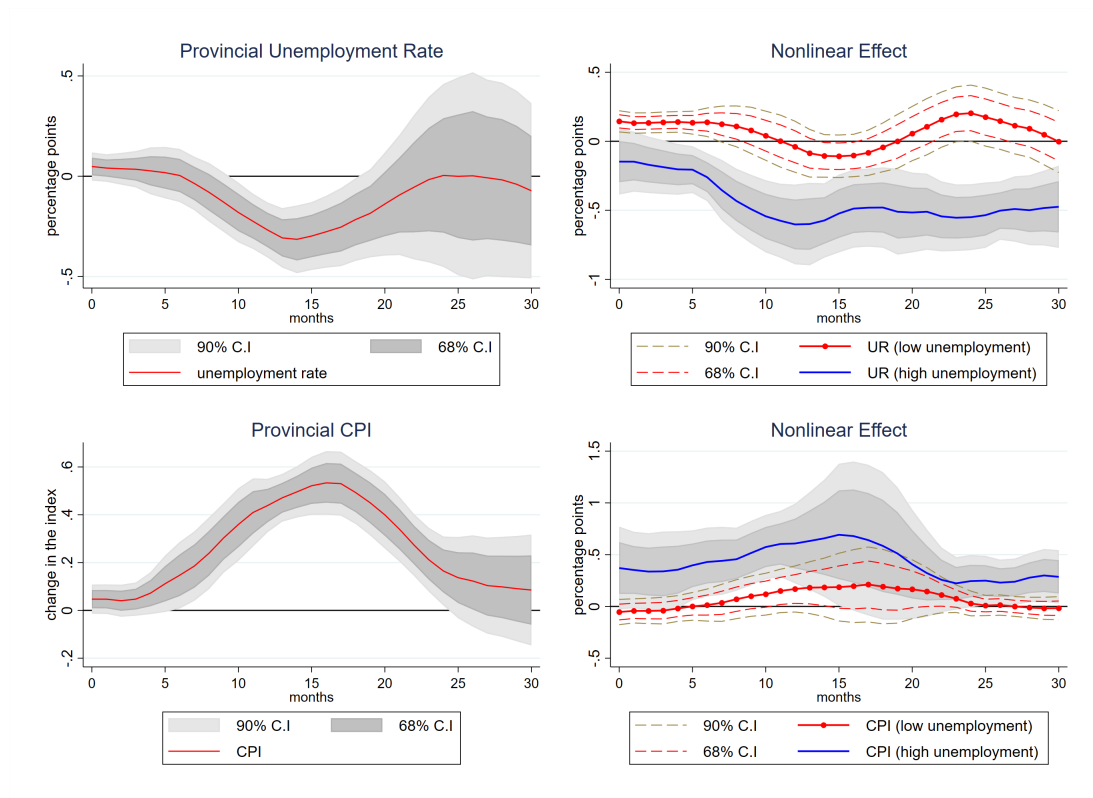 Provincial Unemployment Rate
percentage points
.5
0
-.5
0 5 10 15 20 25 30
months
90% C.I 68% C.I
unemployment rate
Nonlinear Effect
percentage points
.5
0
-.5
-1
0 5 10 15 20 25 30
months
90% C.I UR (low unemployment)
68% C.I UR (high unemployment)
Provincial CPI
change in the index
.6
.4
.2
0
-.2
0 5 10 15 20 25 30
months
90% C.I 68% C.I
CPI
Nonlinear Effect
percentage points
1.5
1
0.5
0
-.5
0 5 10 15 20 25 30
months
90% C.I CPI (low unemployment)
68% C.I CPI (high unemployment)